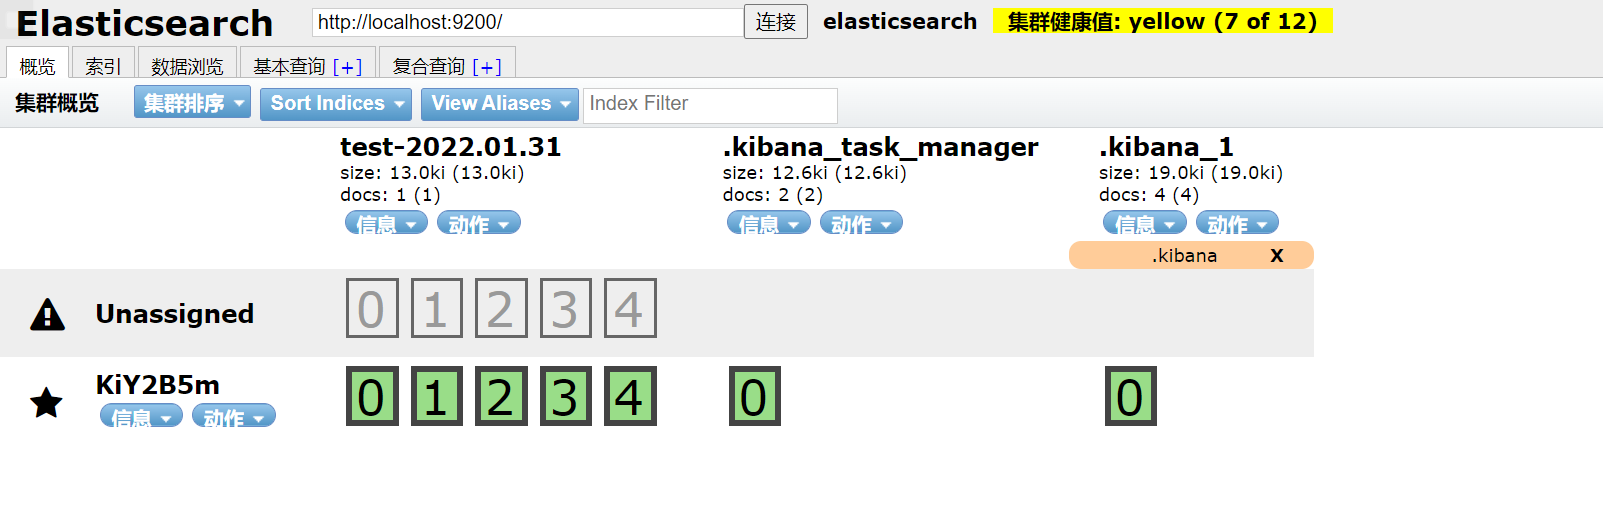 Elasticsearch http://localhost:9200/ 连接 elasticsearch 集群健康值: yellow (7 of 12)
概览 索引 数据浏览 基本查询 [+] 复合查询 [+]
集群概览 集群排序 Sort Indices View Aliases Index Filter
test-2022.01.31 .kibana_task_manager .kibana_1
size: 13.0ki (13.0ki) size: 12.6ki (12.6ki) size: 19.0ki (19.0ki)
docs: 1 (1) docs: 2 (2) docs: 4 (4)
信息 动作 信息 动作 信息 动作
.kibana X
Unassigned 0 1 2 3 4
KiY2B5m 0 1 2 3 4 0 0
信息 动作